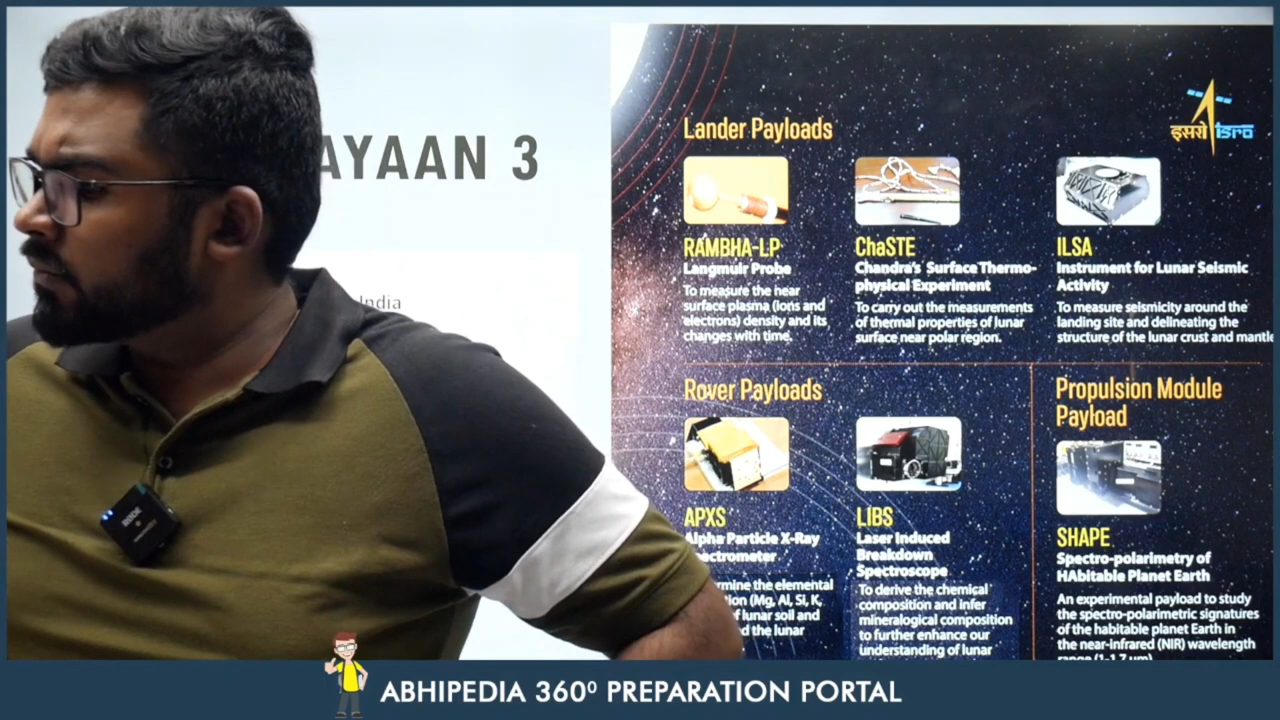 AYAAN 3
India
इसरो isro
Lander Payloads
RAMBHA-LP
Langmuir Probe
To measure the near
surface plasma (ions and
electrons) density and its
changes with time.
ChaSTE
Chandra's Surface Thermo-
physical Experiment
To carry out the measurements
of thermal properties of lunar
surface near polar region.
ILSA
Instrument for Lunar Seismic
Activity
To measure seismicity around the
landing site and delineating the
structure of the lunar crust and mantle
Rover Payloads
APXS
Alpha Particle X-Ray
ectrometer
rmine the elemental
ion (Mg, Al, Si, K,
f lunar soil and
d the lunar
LIBS
Laser Induced
Breakdown
Spectroscope
To derive the chemical
composition and infer
mineralogical composition
to further enhance our
understanding of lunar
Propulsion Module
Payload
SHAPE
Spectro-polarimetry of
HAbitable Planet Earth
An experimental payload to study
the spectro-polarimetric signatures
of the habitable planet Earth in
the near-infrared (NIR) wavelength
range (1-1.7 μm)
ABHIPEDIA 360⁰ PREPARATION PORTAL